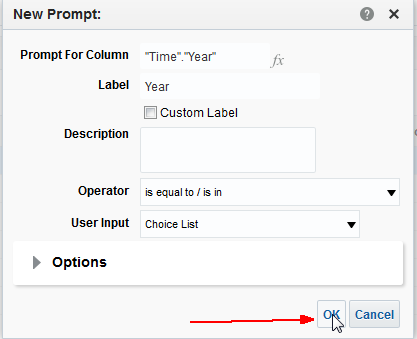 New Prompt:
Prompt For Column "Time"."Year" fx
Label Year
Custom Label
Description
Operator is equal to / is in
User Input Choice List
Options
OK Cancel